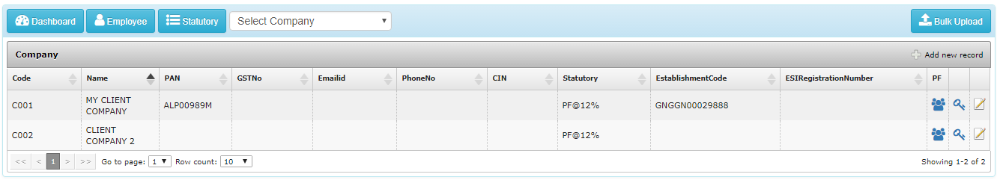 Dashboard Employee Statutory Select Company Bulk Upload
Company Add new record
Code Name PAN GSTNo Emailid PhoneNo CIN Statutory EstablishmentCode ESIRegistrationNumber PF
C001 MY CLIENT COMPANY ALP00989M PF@12% GNGGN00029888
C002 CLIENT COMPANY 2 PF@12%
<< < 1 > >> Go to page: 1 Row count: 10 Showing 1-2 of 2